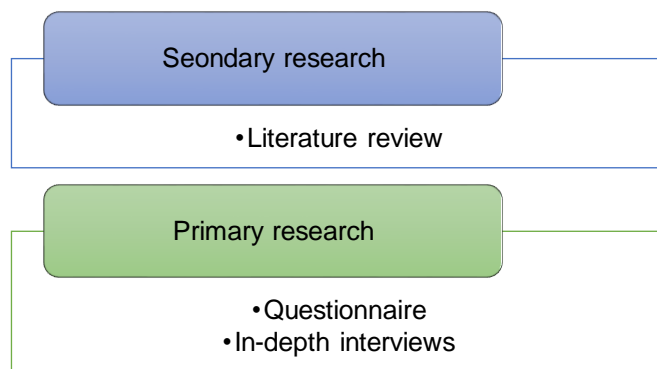 Seondary research
•Literature review
Primary research
•Questionnaire
•In-depth interviews